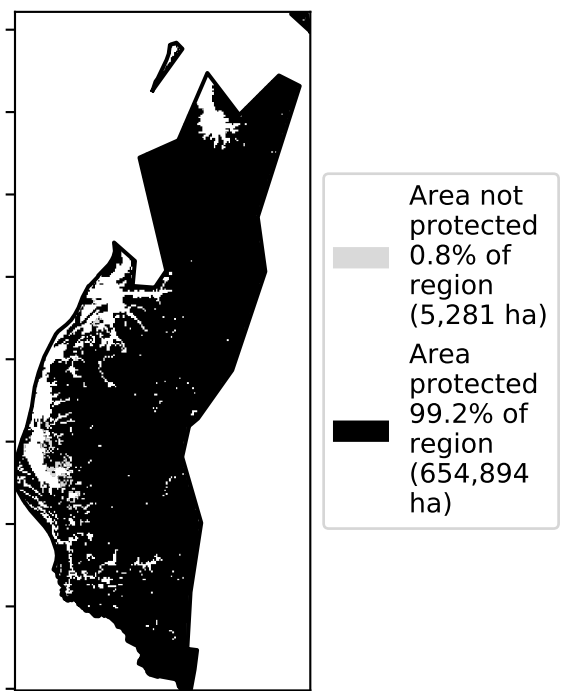 Area not
protected
0.8% of
region
(5,281 ha)
Area
protected
99.2% of
region
(654,894
ha)